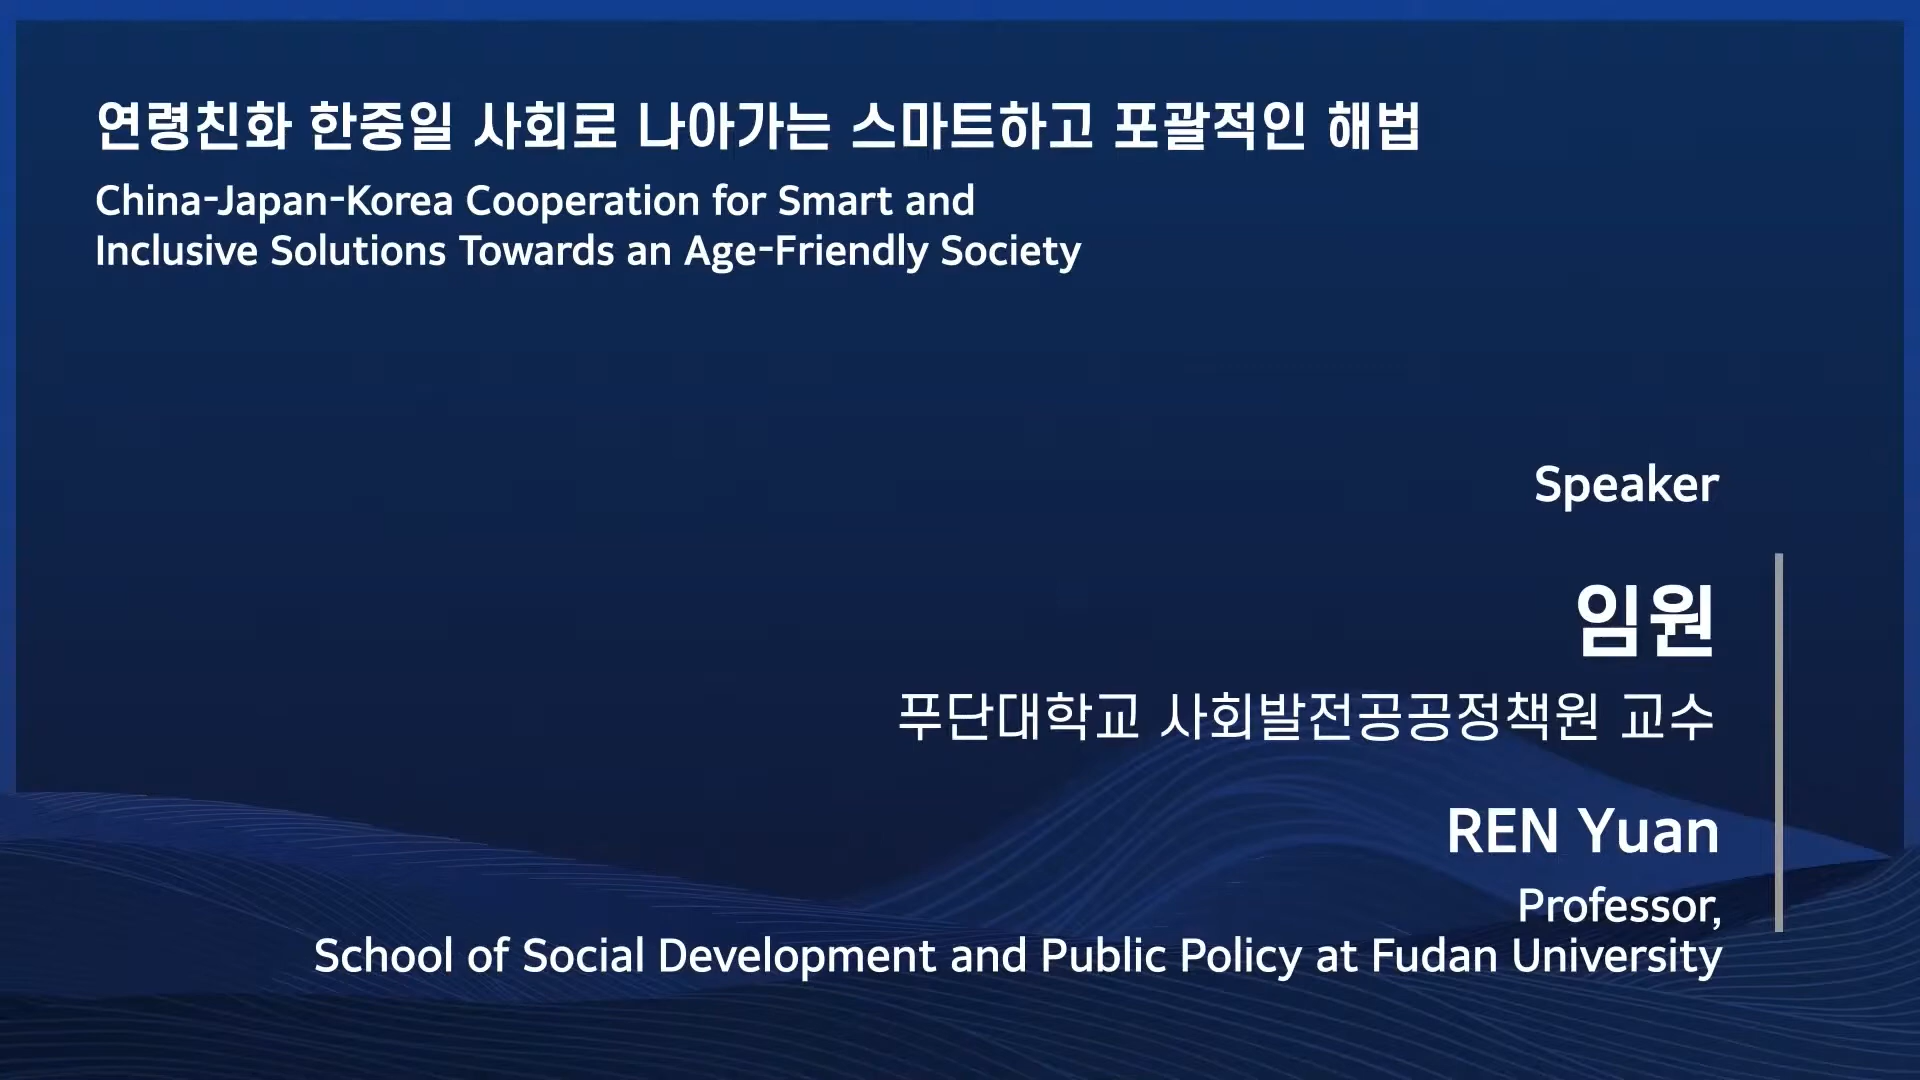 연령친화 한중일 사회로 나아가는 스마트하고 포괄적인 해법
China-Japan-Korea Cooperation for Smart and
Inclusive Solutions Towards an Age-Friendly Society
Speaker
임원
푸단대학교 사회발전공공정책원 교수
REN Yuan
Professor,
School of Social Development and Public Policy at Fudan University